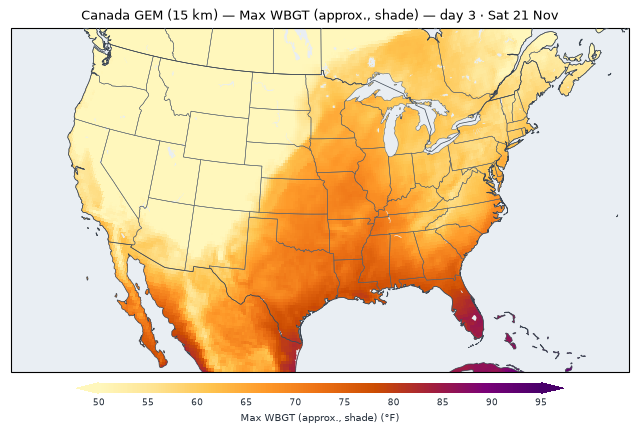 Canada GEM (15 km) — Max WBGT (approx., shade) — day 3 · Sat 21 Nov
50 55 60 65 70 75 80 85 90 95
Max WBGT (approx., shade) (°F)